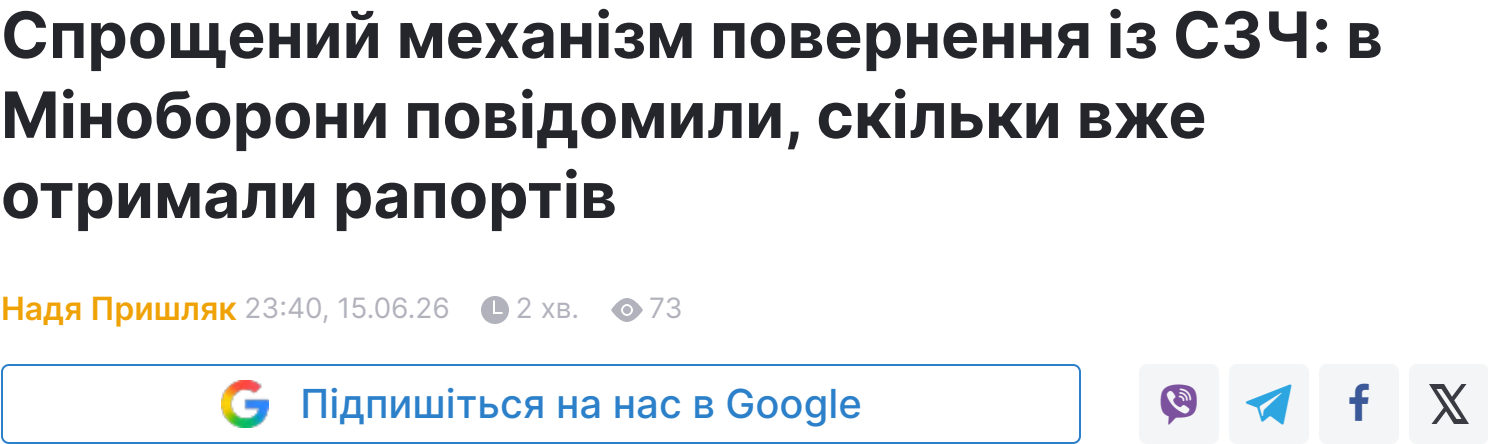 Спрощений механізм повернення із СЗЧ: в
Міноборони повідомили, скільки вже
отримали рапортів
Надя Пришляк 23:40, 15.06.26 2 хв. 73
Підпишіться на нас в Google